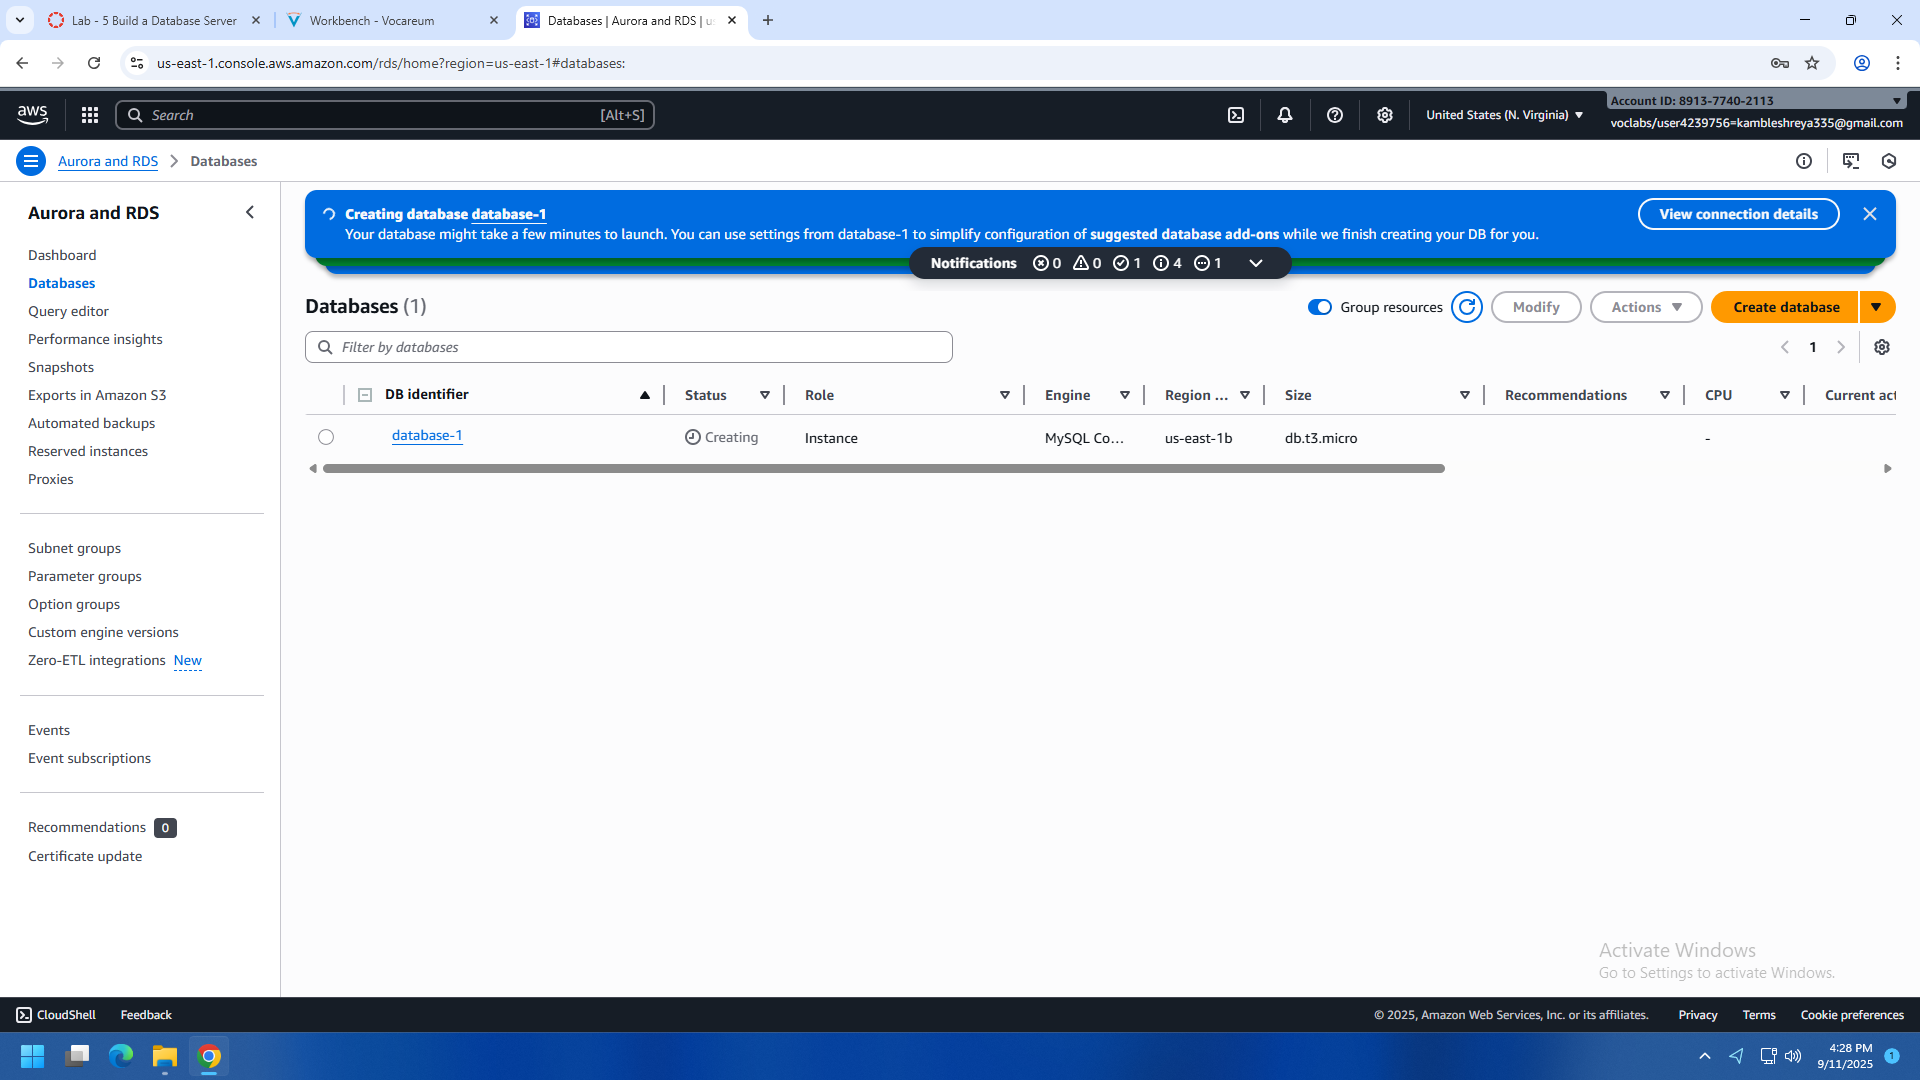 Lab - 5 Build a Database Server
Workbench - Vocareum
Databases | Aurora and RDS | us
us-east-1.console.aws.amazon.com/rds/home?region=us-east-1#databases:
aws
Search
[Alt+S]
United States (N. Virginia)
Account ID: 8913-7740-2113
voclabs/user4239756=kambleshreya335@gmail.com
Aurora and RDS
Databases
Aurora and RDS
Dashboard
Databases
Query editor
Performance insights
Snapshots
Exports in Amazon S3
Automated backups
Reserved instances
Proxies
Subnet groups
Parameter groups
Option groups
Custom engine versions
Zero-ETL integrations New
Events
Event subscriptions
Recommendations 0
Certificate update
Creating database database-1
Your database might take a few minutes to launch. You can use settings from database-1 to simplify configuration of suggested database add-ons while we finish creating your DB for you.
View connection details
Notifications 0 0 1 4 1
Databases (1)
Group resources
Modify
Actions
Create database
Filter by databases
1
DB identifier Status Role Engine Region ... Size Recommendations CPU Current act
database-1 Creating Instance MySQL Co... us-east-1b db.t3.micro -
Activate Windows
Go to Settings to activate Windows.
CloudShell Feedback
© 2025, Amazon Web Services, Inc. or its affiliates. Privacy Terms Cookie preferences
4:28 PM
9/11/2025
1